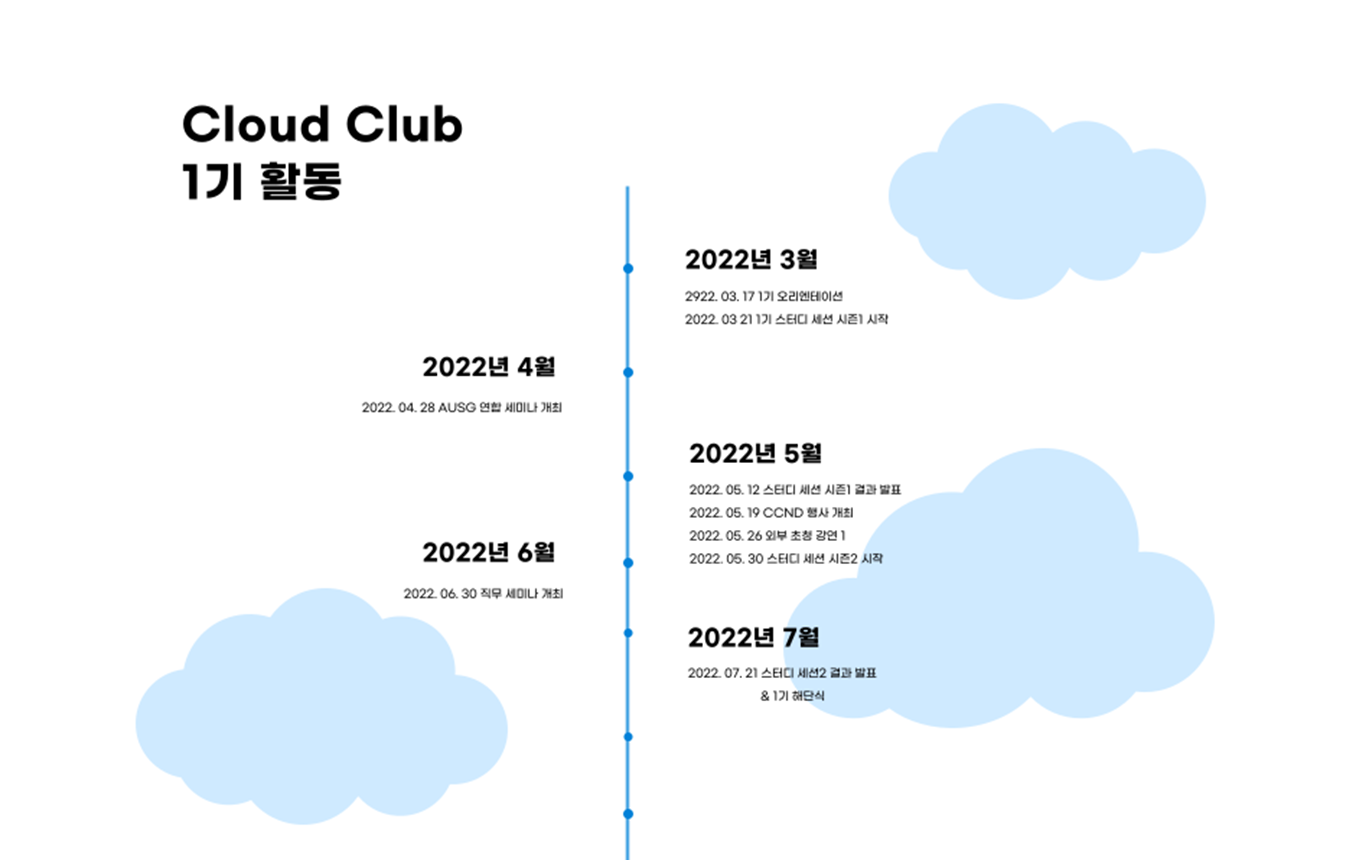 Cloud Club
1기 활동
2022년 3월
2922. 03. 17 1기 오리엔테이션
2022. 03 21 1기 스터디 세션 시즌1 시작
2022년 4월
2022. 04. 28 AUSG 연합 세미나 개최
2022년 5월
2022. 05. 12 스터디 세션 시즌1 결과 발표
2022. 05. 19 CCND 행사 개최
2022. 05. 26 외부 초청 강연 1
2022. 05. 30 스터디 세션 시즌2 시작
2022년 6월
2022. 06. 30 직무 세미나 개최
2022년 7월
2022. 07. 21 스터디 세션2 결과 발표
& 1기 해단식